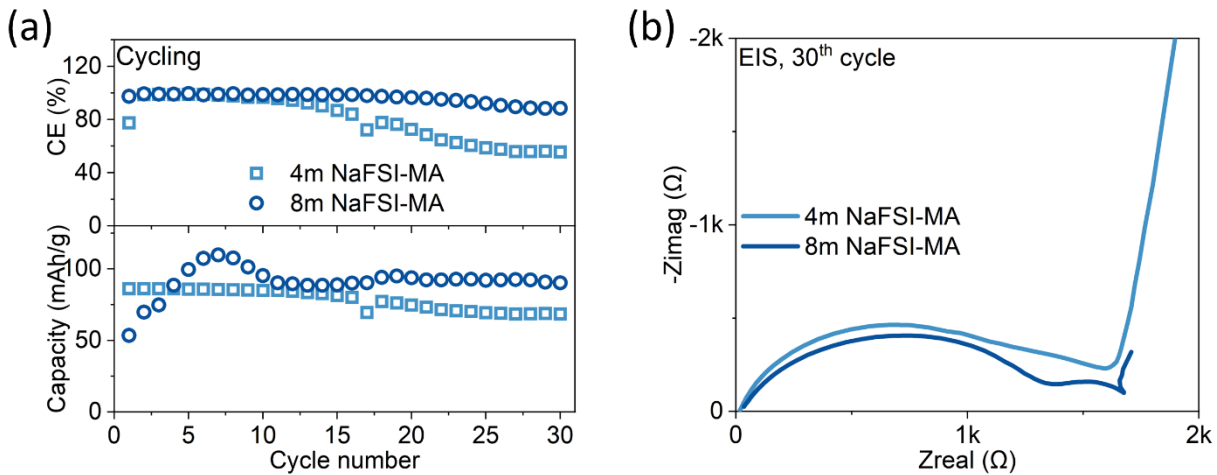 (a)
Cycling
120
80
40
0
CE (%)
4m NaFSI-MA
8m NaFSI-MA
100
50
0
Capacity (mAh/g)
0 5 10 15 20 25 30
Cycle number
(b)
EIS, 30th cycle
-2k
-1k
0
-Zimag (Ω)
4m NaFSI-MA
8m NaFSI-MA
0 1k 2k
Zreal (Ω)